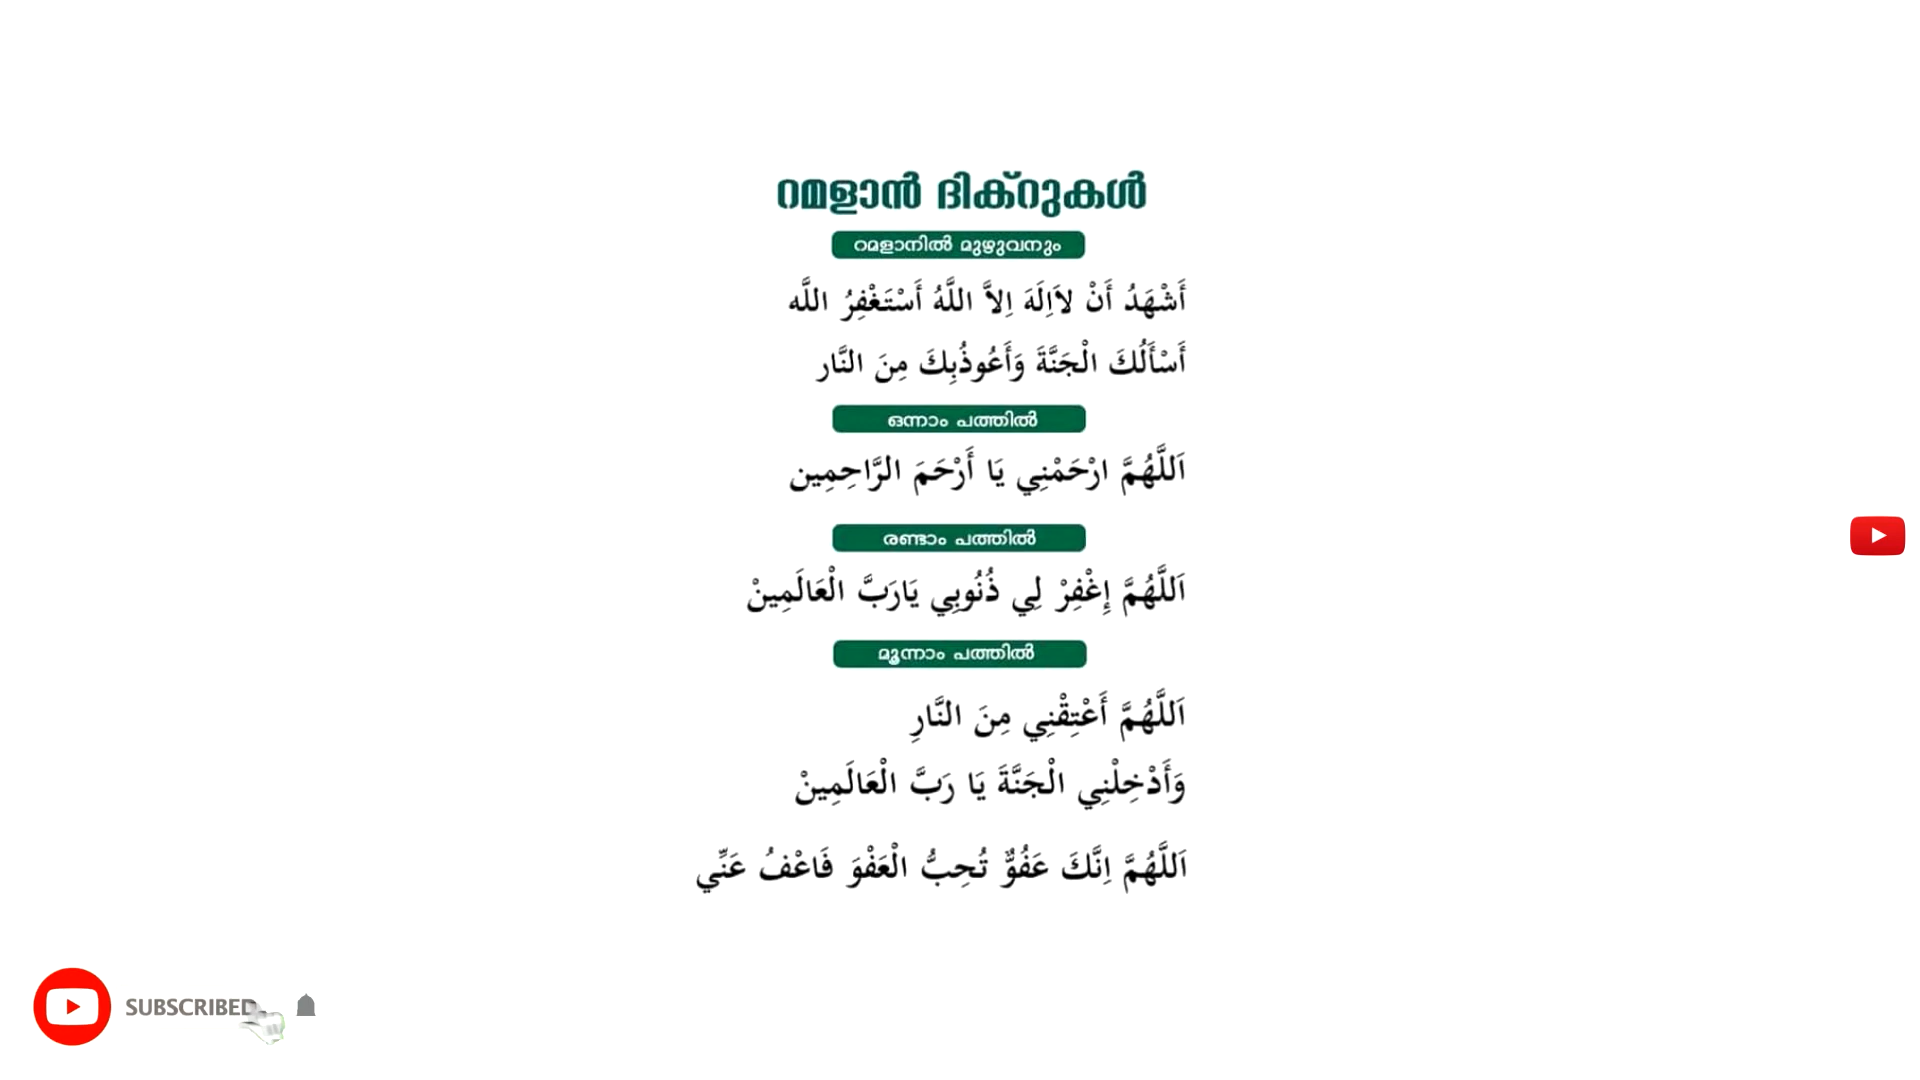 റമളാൻ ദിക്റുകൾ
റമളാനിൽ മുഴുവനും
أَشْهَدُ أَنْ لاَاِلَهَ اِلاَّ اللَّهُ أَسْتَغْفِرُ اللَّه
أَسْأَلُكَ الْجَنَّةَ وَأَعُوذُبِكَ مِنَ النَّار
ഒന്നാം പത്തിൽ
اَللَّهُمَّ ارْحَمْنِي يَا أَرْحَمَ الرَّاحِمِين
രണ്ടാം പത്തിൽ
اَللَّهُمَّ إِغْفِرْ لِي ذُنُوبِي يَارَبَّ الْعَالَمِينْ
മൂന്നാം പത്തിൽ
اَللَّهُمَّ أَعْتِقْنِي مِنَ النَّارِ
وَأَدْخِلْنِي الْجَنَّةَ يَا رَبَّ الْعَالَمِينْ
اَللَّهُمَّ اِنَّكَ عَفُوٌّ تُحِبُّ الْعَفْوَ فَاعْفُ عَنِّي
SUBSCRIBED